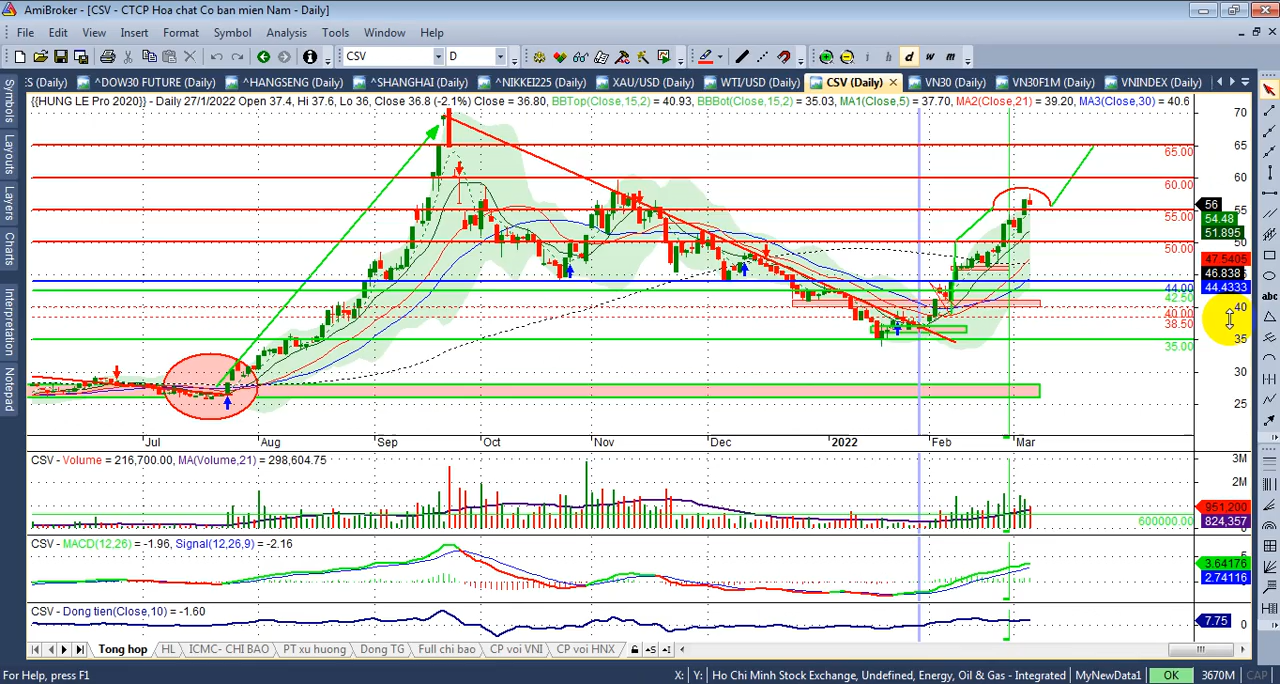 AmiBroker - [CSV - CTCP Hoa chat Co ban mien Nam - Daily]
File Edit View Insert Format Symbol Analysis Tools Window Help
CSV D i h d w m
S (Daily) ^DOW30 FUTURE (Daily) ^HANGSENG (Daily) ^SHANGHAI (Daily) ^NIKKEI225 (Daily) XAU/USD (Daily) WTI/USD (Daily) CSV (Daily) VN30 (Daily) VN30F1M (Daily) VNINDEX (Daily)
{{HUNG LE Pro 2020}} - Daily 27/1/2022 Open 37.4, Hi 37.6, Lo 36, Close 36.8 (-2.1%) Close = 36.80, BBTop(Close,15,2) = 40.93, BBBot(Close,15,2) = 35.03, MA1(Close,5) = 37.70, MA2(Close,21) = 39.20, MA3(Close,30) = 40.6
Symbols
Layouts
Layers
Charts
Interpretation
Notepad
abc
70
65
65.00
60
60.00
56
55
55.00
54.48
51.895
50
50.00
47.5405
46.838
44.4333
44.00
42.50
40
40.00
38.50
35
35.00
30
25
Jul Aug Sep Oct Nov Dec 2022 Feb Mar
CSV - Volume = 216,700.00, MA(Volume,21) = 298,604.75
3M
2M
951,200
824,357
600000.00
0
CSV - MACD(12,26) = -1.96, Signal(12,26,9) = -2.16
5
3.64176
2.74116
CSV - Dong tien(Close,10) = -1.60
7.75 0
Tong hop HL ICMC- CHI BAO PT xu huong Dong TG Full chi bao CP voi VNI CP voi HNX
For Help, press F1 X: Y: Ho Chi Minh Stock Exchange, Undefined, Energy, Oil & Gas - Integrated MyNewData1 OK 3670M CAP